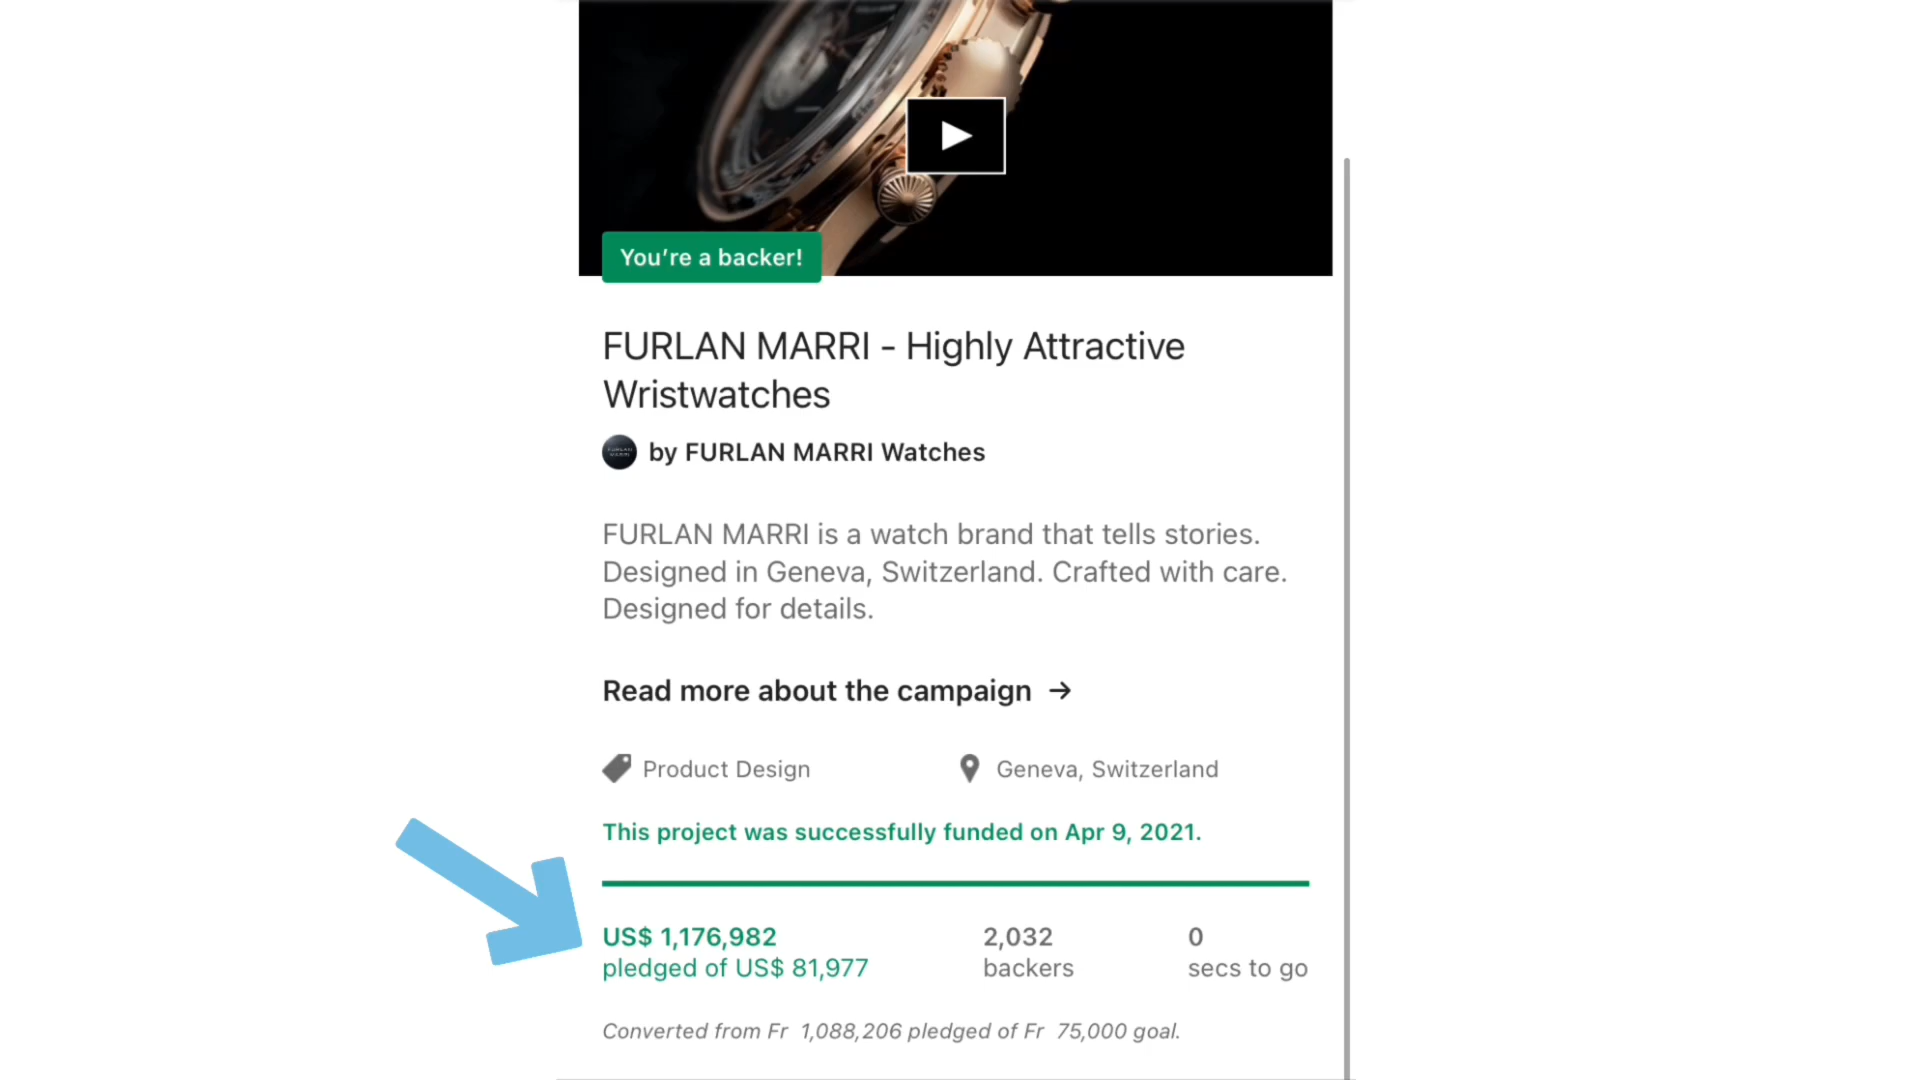 You’re a backer!
FURLAN MARRI - Highly Attractive
Wristwatches
FURLAN
MARRI
by FURLAN MARRI Watches
FURLAN MARRI is a watch brand that tells stories.
Designed in Geneva, Switzerland. Crafted with care.
Designed for details.
Read more about the campaign →
Product Design
Geneva, Switzerland
This project was successfully funded on Apr 9, 2021.
US$ 1,176,982
pledged of US$ 81,977
2,032
backers
0
secs to go
Converted from Fr 1,088,206 pledged of Fr 75,000 goal.